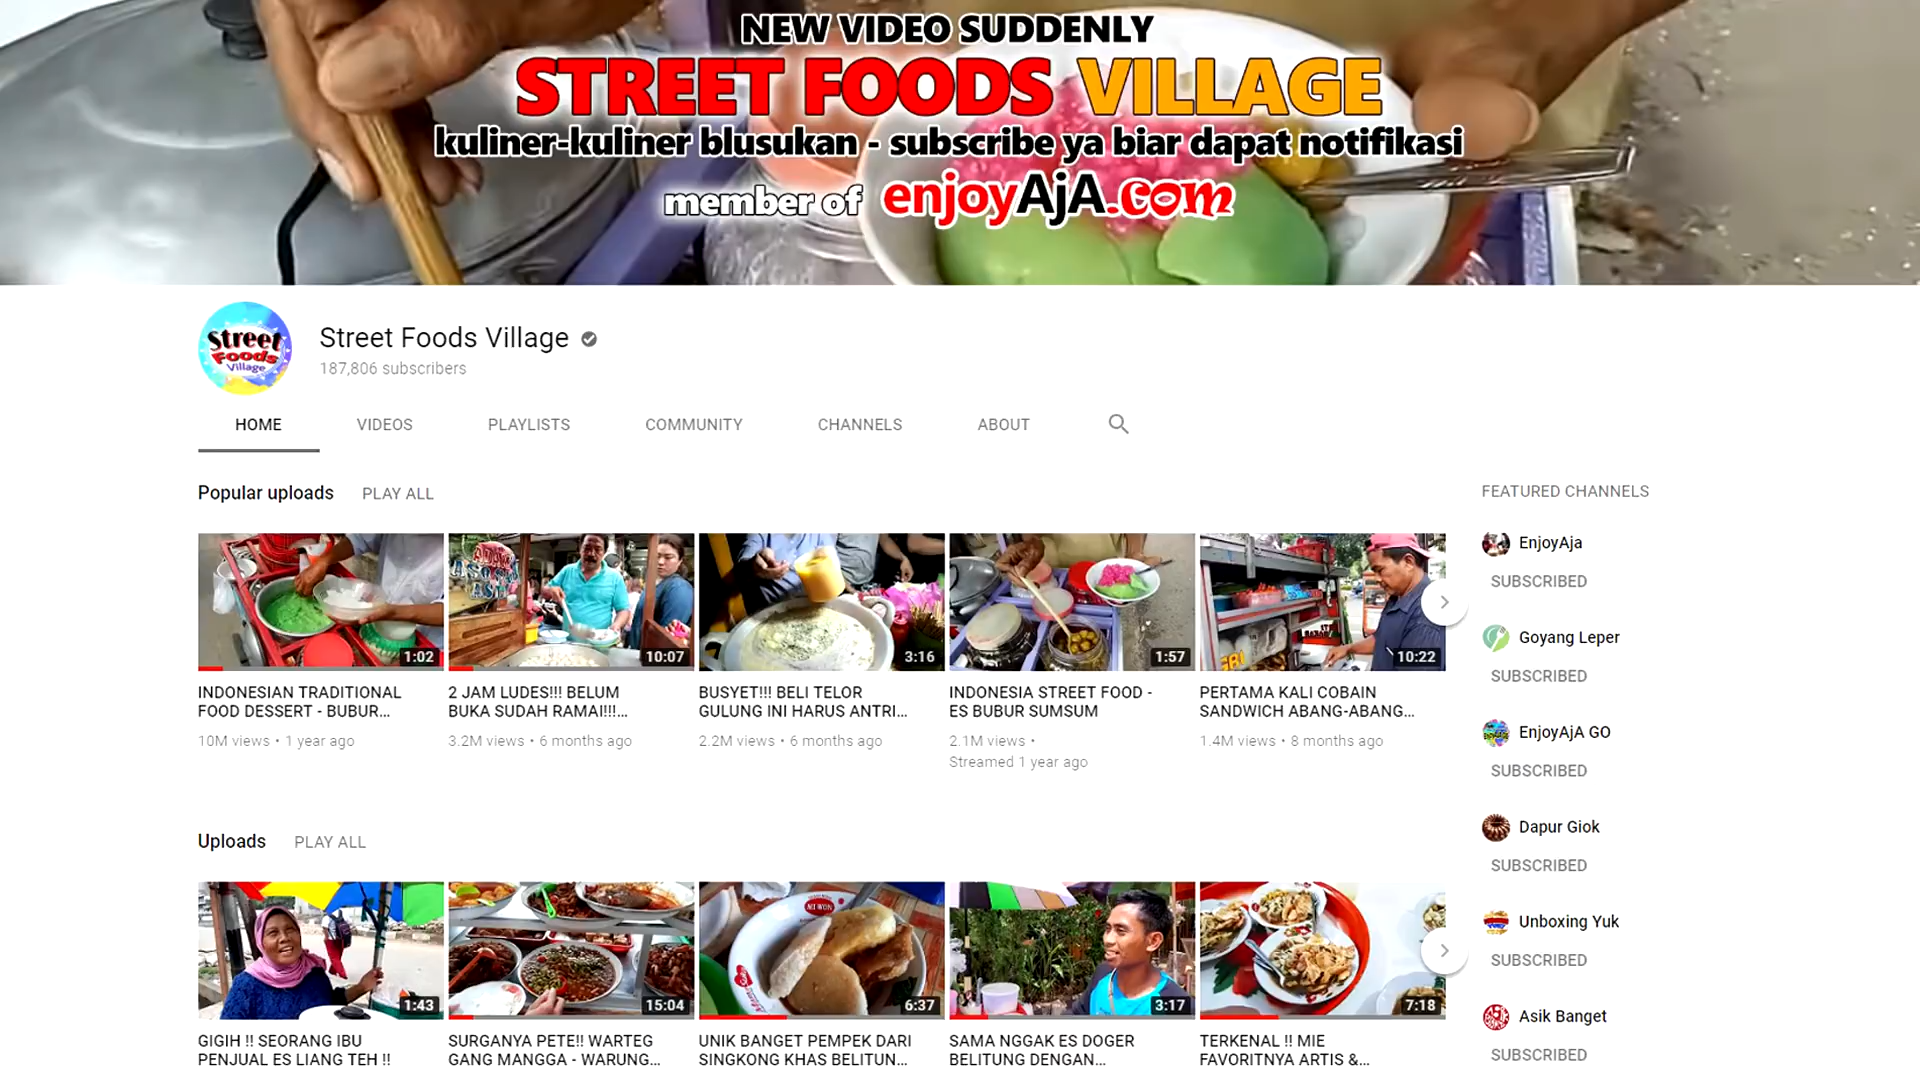 NEW VIDEO SUDDENLY
STREET FOODS VILLAGE
kuliner-kuliner blusukan - subscribe ya biar dapat notifikasi
member of enjoyAjA.com
Street
Foods
Village
Street Foods Village
187,806 subscribers
HOME VIDEOS PLAYLISTS COMMUNITY CHANNELS ABOUT
Popular uploads PLAY ALL
1:02
10:07
3:16
1:57
10:22
INDONESIAN TRADITIONAL
FOOD DESSERT - BUBUR...
10M views • 1 year ago
2 JAM LUDES!!! BELUM
BUKA SUDAH RAMAI!!!...
3.2M views • 6 months ago
BUSYET!!! BELI TELOR
GULUNG INI HARUS ANTRI...
2.2M views • 6 months ago
INDONESIA STREET FOOD -
ES BUBUR SUMSUM
2.1M views •
Streamed 1 year ago
PERTAMA KALI COBAIN
SANDWICH ABANG-ABANG...
1.4M views • 8 months ago
Uploads PLAY ALL
1:43
15:04
MI WON
6:37
3:17
7:18
GIGIH !! SEORANG IBU
PENJUAL ES LIANG TEH !!
SURGANYA PETE!! WARTEG
GANG MANGGA - WARUNG...
UNIK BANGET PEMPEK DARI
SINGKONG KHAS BELITUN...
SAMA NGGAK ES DOGER
BELITUNG DENGAN...
TERKENAL !! MIE
FAVORITNYA ARTIS &...
FEATURED CHANNELS
EnjoyAja
SUBSCRIBED
Goyang Leper
SUBSCRIBED
EnjoyAjA GO
SUBSCRIBED
Dapur Giok
SUBSCRIBED
Unboxing Yuk
SUBSCRIBED
Asik Banget
SUBSCRIBED